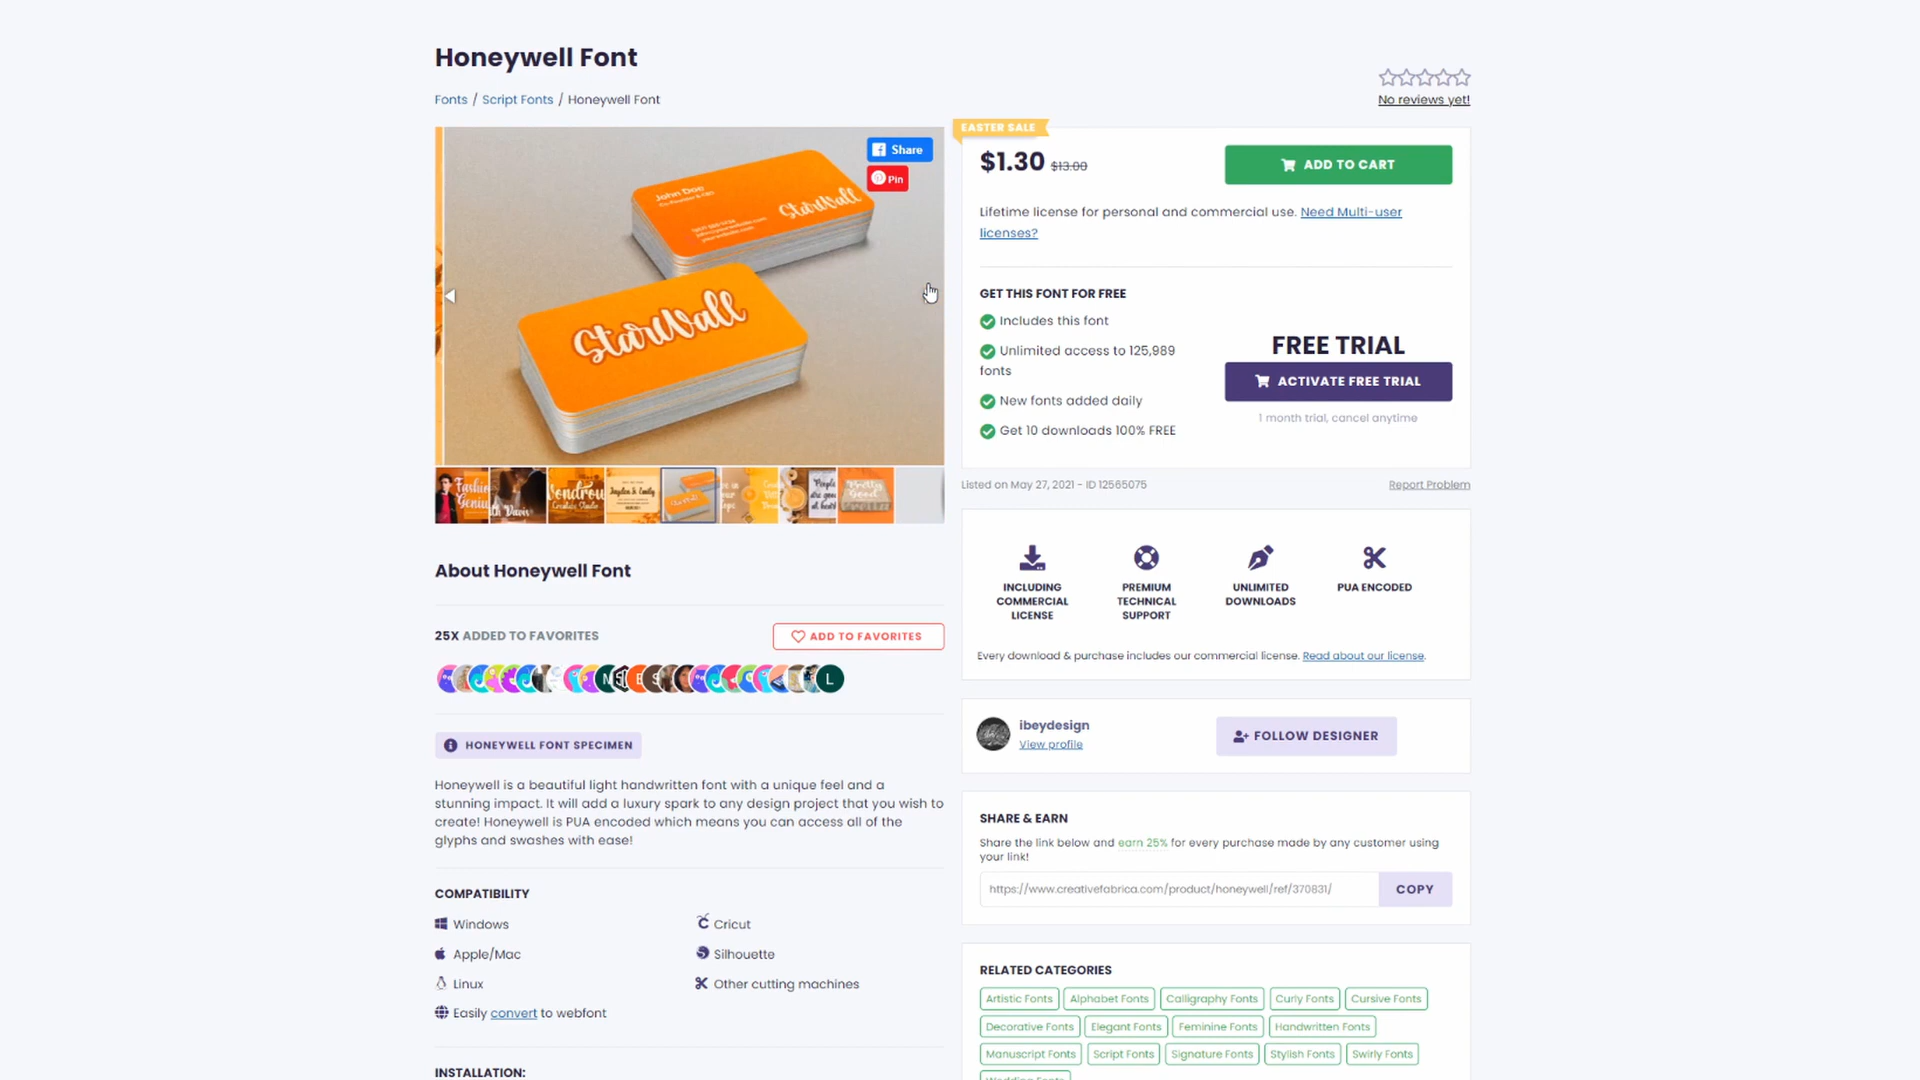 Honeywell Font
Fonts / Script Fonts / Honeywell Font
No reviews yet!
Share
Pin
John Doe
StarWall
StarWall
EASTER SALE
$1.30 $13.00
ADD TO CART
Lifetime license for personal and commercial use. Need Multi-user
licenses?
GET THIS FONT FOR FREE
Includes this font
Unlimited access to 125,989
fonts
New fonts added daily
Get 10 downloads 100% FREE
FREE TRIAL
ACTIVATE FREE TRIAL
1 month trial, cancel anytime
Listed on May 27, 2021 - ID 12565075
Report Problem
INCLUDING
COMMERCIAL
LICENSE
PREMIUM
TECHNICAL
SUPPORT
UNLIMITED
DOWNLOADS
PUA ENCODED
Every download & purchase includes our commercial license. Read about our license.
ibeydesign
View profile
FOLLOW DESIGNER
SHARE & EARN
Share the link below and earn 25% for every purchase made by any customer using
your link!
https://www.creativefabrica.com/product/honeywell/ref/370831/
COPY
RELATED CATEGORIES
Artistic Fonts
Alphabet Fonts
Calligraphy Fonts
Curly Fonts
Cursive Fonts
Decorative Fonts
Elegant Fonts
Feminine Fonts
Handwritten Fonts
Manuscript Fonts
Script Fonts
Signature Fonts
Stylish Fonts
Swirly Fonts
About Honeywell Font
25X ADDED TO FAVORITES
ADD TO FAVORITES
L
HONEYWELL FONT SPECIMEN
Honeywell is a beautiful light handwritten font with a unique feel and a
stunning impact. It will add a luxury spark to any design project that you wish to
create! Honeywell is PUA encoded which means you can access all of the
glyphs and swashes with ease!
COMPATIBILITY
Windows
Apple/Mac
Linux
Easily convert to webfont
Cricut
Silhouette
Other cutting machines
INSTALLATION: